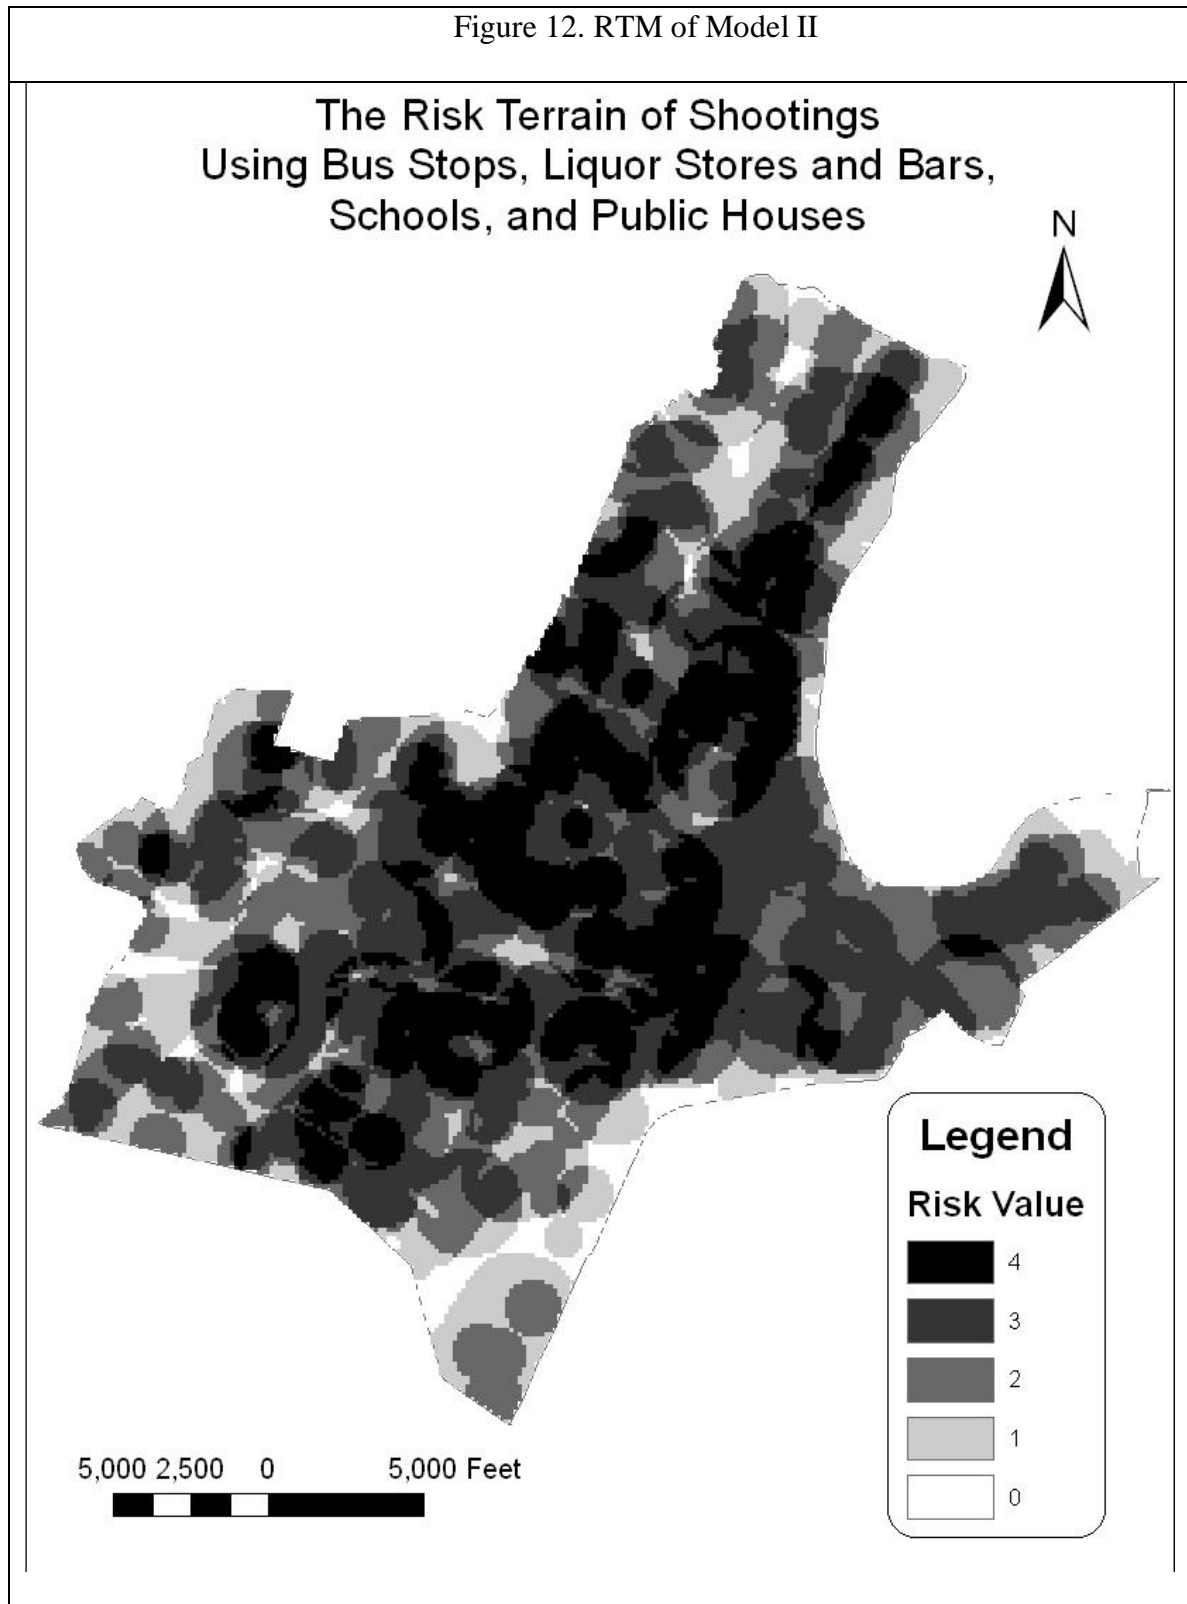 Figure 12. RTM of Model II
The Risk Terrain of Shootings
Using Bus Stops, Liquor Stores and Bars,
Schools, and Public Houses
N
Legend
Risk Value
4
3
2
1
0
5,000 2,500 0 5,000 Feet